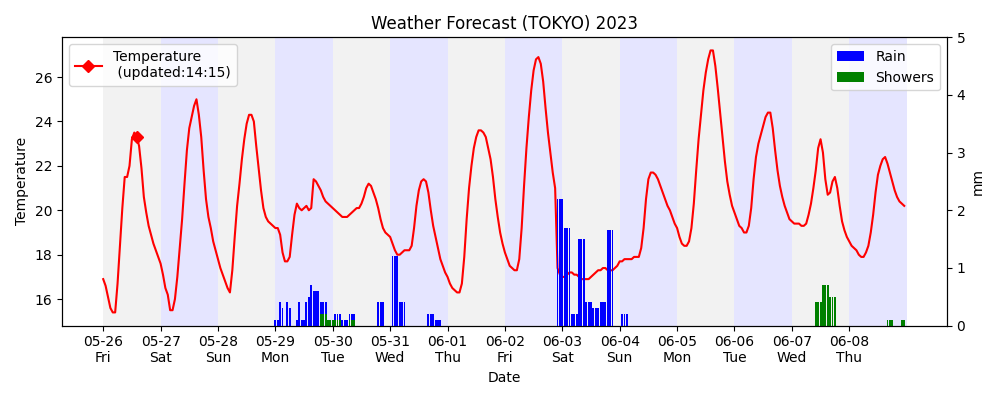 Weather Forecast (TOKYO) 2023
Temperature
(updated:14:15)
Rain
Showers
Temperature
26
24
22
20
18
16
5
4
3
2
1
0
mm
05-26 05-27 05-28 05-29 05-30 05-31 06-01 06-02 06-03 06-04 06-05 06-06 06-07 06-08
Fri Sat Sun Mon Tue Wed Thu Fri Sat Sun Mon Tue Wed Thu
Date